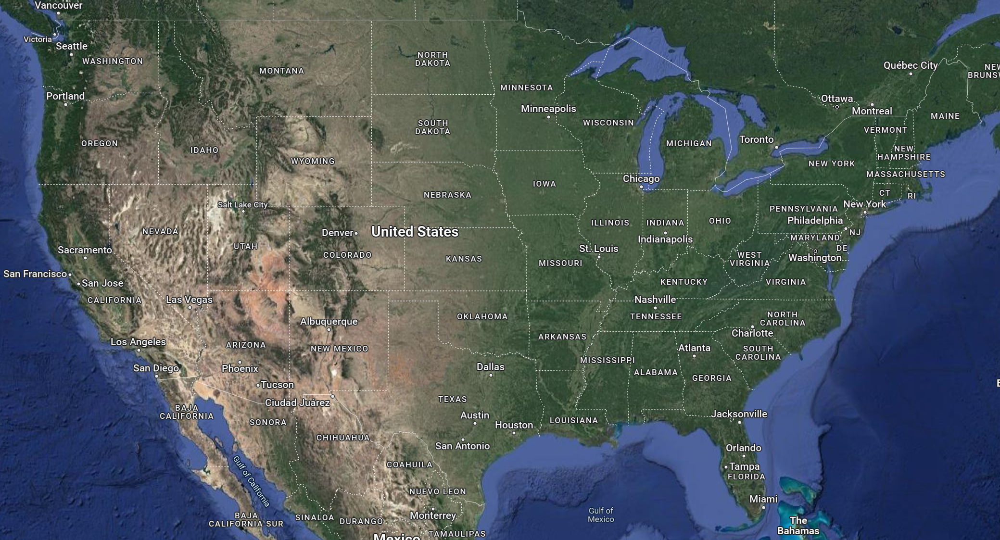 Vancouver
Victoria
Seattle
WASHINGTON
MONTANA
NORTH
DAKOTA
MINNESOTA
Québec City
NEW
Portland
Minneapolis
Ottawa
Montreal
MAINE
OREGON
IDAHO
WYOMING
SOUTH
DAKOTA
WISCONSIN
MICHIGAN
Toronto
VERMONT
NEW
HAMPSHIRE
NEW YORK
MASSACHUSETTS
Chicago
IOWA
NEBRASKA
CT
RI
Salt Lake City
New York
PENNSYLVANIA
Philadelphia
NEVADA
UTAH
Denver
United States
ILLINOIS
INDIANA
Indianapolis
OHIO
NJ
MARYLAND
DE
Washington
Sacramento
COLORADO
KANSAS
MISSOURI
St. Louis
WEST
VIRGINIA
San Francisco
San Jose
CALIFORNIA
Las Vegas
KENTUCKY
VIRGINIA
Nashville
TENNESSEE
Albuquerque
OKLAHOMA
NORTH
CAROLINA
Charlotte
Los Angeles
ARIZONA
NEW MEXICO
ARKANSAS
Atlanta
SOUTH
CAROLINA
San Diego
Phoenix
Dallas
MISSISSIPPI
ALABAMA
GEORGIA
Tucson
Ciudad Juárez
TEXAS
BAJA
CALIFORNIA
SONORA
Austin
Houston
LOUISIANA
Jacksonville
CHIHUAHUA
San Antonio
Orlando
COAHUILA
Tampa
FLORIDA
Gulf of California
NUEVO LEON
Miami
Monterrey
Gulf of
Mexico
BAJA
CALIFORNIA SUR
SINALOA
DURANGO
The
Bahamas
TAMAULIPAS
Mexico